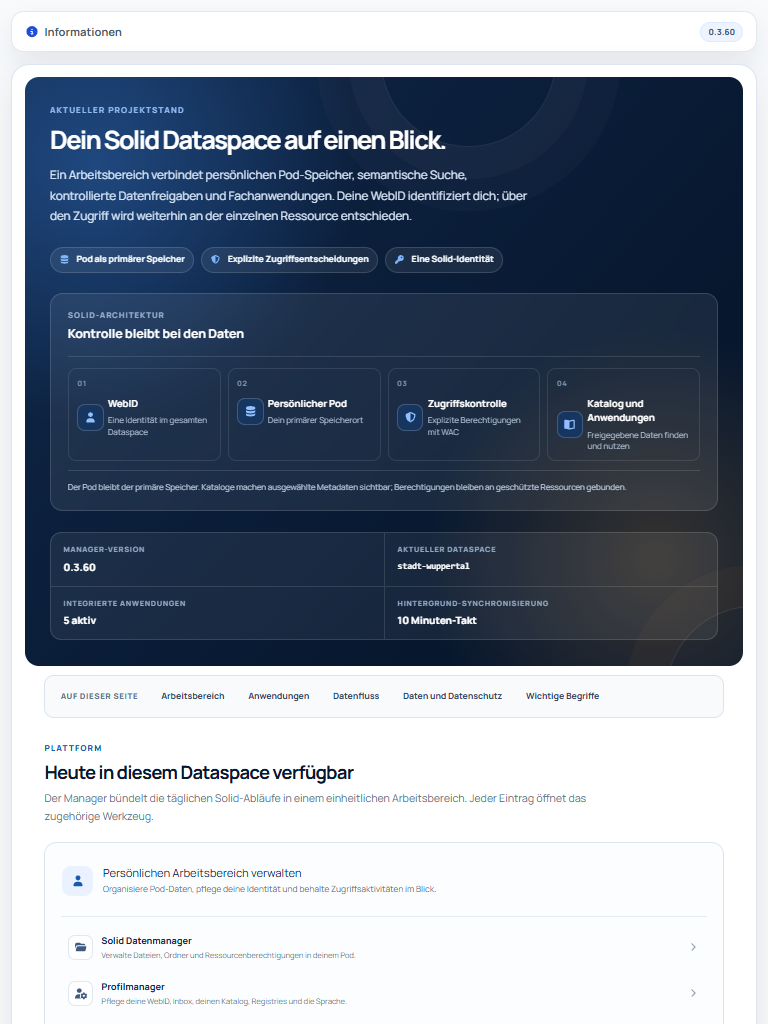 Informationen
0.3.60
AKTUELLER PROJEKTSTAND
Dein Solid Dataspace auf einen Blick.
Ein Arbeitsbereich verbindet persönlichen Pod-Speicher, semantische Suche,
kontrollierte Datenfreigaben und Fachanwendungen. Deine WebID identifiziert dich; über
den Zugriff wird weiterhin an der einzelnen Ressource entschieden.
Pod als primärer Speicher
Explizite Zugriffsentscheidungen
Eine Solid-Identität
SOLID-ARCHITEKTUR
Kontrolle bleibt bei den Daten
01
WebID
Eine Identität im gesamten
Dataspace
02
Persönlicher Pod
Dein primärer Speicherort
03
Zugriffskontrolle
Explizite Berechtigungen
mit WAC
04
Katalog und
Anwendungen
Freigegebene Daten finden
und nutzen
Der Pod bleibt der primäre Speicher. Kataloge machen ausgewählte Metadaten sichtbar; Berechtigungen bleiben an geschützte Ressourcen gebunden.
MANAGER-VERSION
0.3.60
AKTUELLER DATASPACE
stadt-wuppertal
INTEGRIERTE ANWENDUNGEN
5 aktiv
HINTERGRUND-SYNCHRONISIERUNG
10 Minuten-Takt
AUF DIESER SEITE
Arbeitsbereich
Anwendungen
Datenfluss
Daten und Datenschutz
Wichtige Begriffe
PLATTFORM
Heute in diesem Dataspace verfügbar
Der Manager bündelt die täglichen Solid-Abläufe in einem einheitlichen Arbeitsbereich. Jeder Eintrag öffnet das
zugehörige Werkzeug.
Persönlichen Arbeitsbereich verwalten
Organisiere Pod-Daten, pflege deine Identität und behalte Zugriffsaktivitäten im Blick.
Solid Datenmanager
Verwalte Dateien, Ordner und Ressourcenberechtigungen in deinem Pod.
Profilmanager
Pflege deine WebID, Inbox, deinen Katalog, Registries und die Sprache.